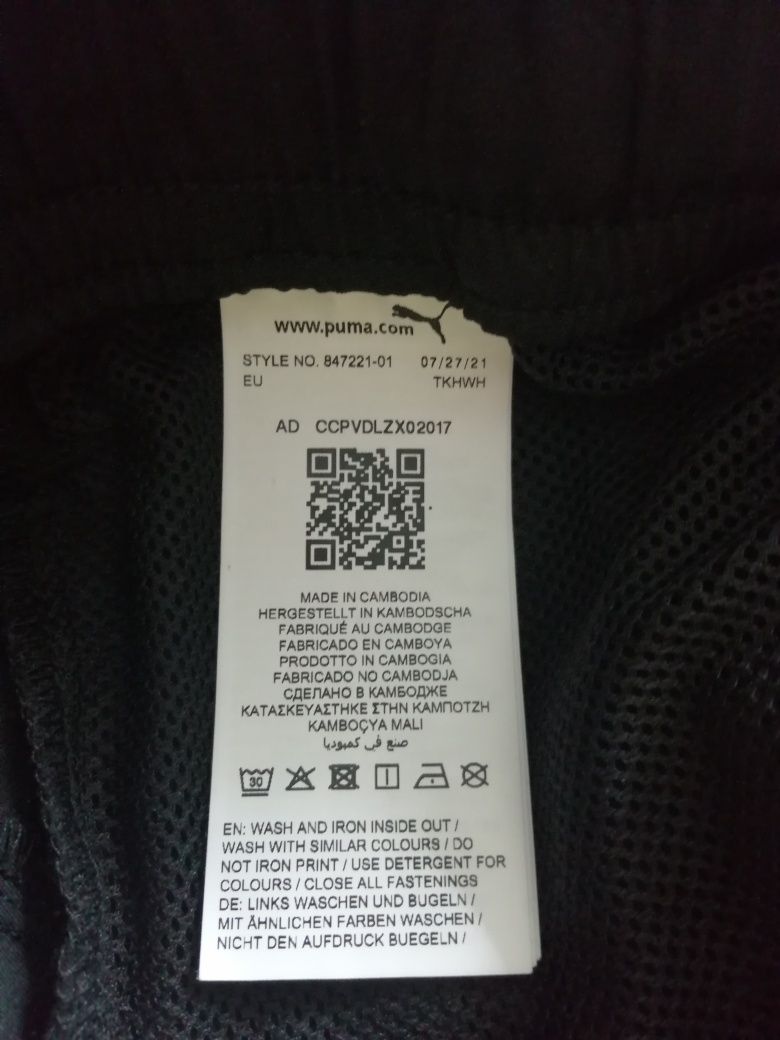 www.puma.com
STYLE NO. 847221-01 07/27/21
EU TKHWH
AD CCPVDLZX02017
MADE IN CAMBODIA
HERGESTELLT IN KAMBODSCHA
FABRIQUÉ AU CAMBODGE
FABRICADO EN CAMBOYA
PRODOTTO IN CAMBOGIA
FABRICADO NO CAMBODJA
СДЕЛАНО В КАМБОДЖЕ
ΚΑΤΑΣΚΕΥΑΣΤΗΚΕ ΣΤΗΝ ΚΑΜΠΟΤΖΗ
KAMBOÇYA MALI
صنع في كمبوديا
30
EN: WASH AND IRON INSIDE OUT /
WASH WITH SIMILAR COLOURS / DO
NOT IRON PRINT / USE DETERGENT FOR
COLOURS / CLOSE ALL FASTENINGS
DE: LINKS WASCHEN UND BUGELN /
MIT ÄHNLICHEN FARBEN WASCHEN /
NICHT DEN AUFDRUCK BUEGELN /